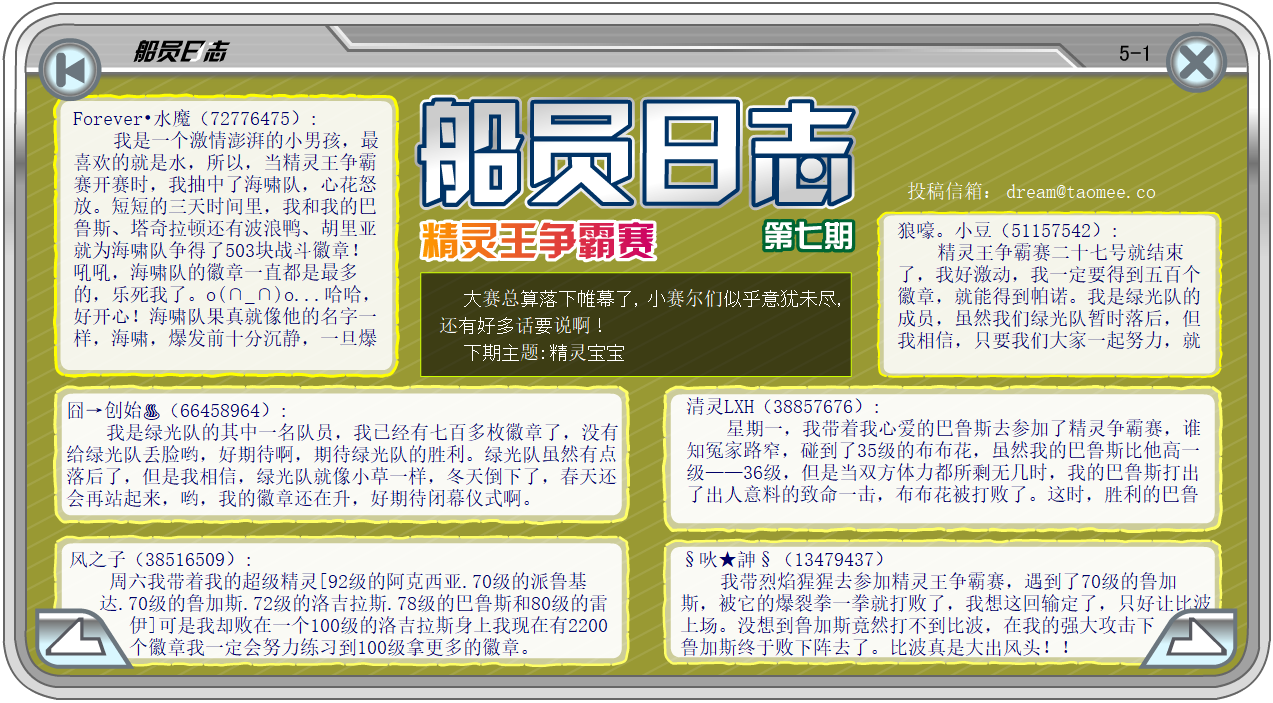 船员日志
5-1
Forever•水魔（72776475）:
我是一个激情澎湃的小男孩，最
喜欢的就是水，所以，当精灵王争霸
赛开赛时，我抽中了海啸队，心花怒
放。短短的三天时间里，我和我的巴
鲁斯、塔奇拉顿还有波浪鸭、胡里亚
就为海啸队争得了503块战斗徽章！
吼吼，海啸队的徽章一直都是最多
的，乐死我了。o(∩_∩)o...哈哈，
好开心！海啸队果真就像他的名字一
样，海啸，爆发前十分沉静，一旦爆
船员日志
精灵王争霸赛
第七期
大赛总算落下帷幕了,小赛尔们似乎意犹未尽,
还有好多话要说啊！
下期主题:精灵宝宝
投稿信箱: dream@taomee.co
狼嚎。小豆（51157542）:
精灵王争霸赛二十七号就结束
了，我好激动，我一定要得到五百个
徽章，就能得到帕诺。我是绿光队的
成员，虽然我们绿光队暂时落后，但
我相信，只要我们大家一起努力，就
囧→创始♨（66458964）:
我是绿光队的其中一名队员，我已经有七百多枚徽章了，没有
给绿光队丢脸哟，好期待啊，期待绿光队的胜利。绿光队虽然有点
落后了，但是我相信，绿光队就像小草一样，冬天倒下了，春天还
会再站起来，哟，我的徽章还在升，好期待闭幕仪式啊。
清灵LXH（38857676）:
星期一，我带着我心爱的巴鲁斯去参加了精灵争霸赛，谁
知冤家路窄，碰到了35级的布布花，虽然我的巴鲁斯比他高一
级——36级，但是当双方体力都所剩无几时，我的巴鲁斯打出
了出人意料的致命一击，布布花被打败了。这时，胜利的巴鲁
风之子（38516509）:
周六我带着我的超级精灵[92级的阿克西亚.70级的派鲁基
达.70级的鲁加斯.72级的洛吉拉斯.78级的巴鲁斯和80级的雷
伊]可是我却败在一个100级的洛吉拉斯身上我现在有2200
个徽章我一定会努力练习到100级拿更多的徽章。
§吙★訷§（13479437）
我带烈焰猩猩去参加精灵王争霸赛，遇到了70级的鲁加
斯，被它的爆裂拳一拳就打败了，我想这回输定了，只好让比波
上场。没想到鲁加斯竟然打不到比波，在我的强大攻击下
鲁加斯终于败下阵去了。比波真是大出风头！！